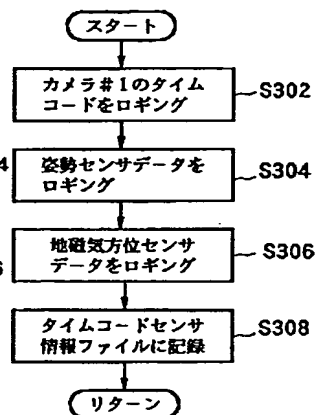 スタート
カメラ#1のタイム
コードをロギング
S302
4
姿勢センサデータを
ロギング
S304
地磁気方位センサ
データをロギング
S306
6
タイムコードセンサ
情報ファイルに記録
S308
リターン